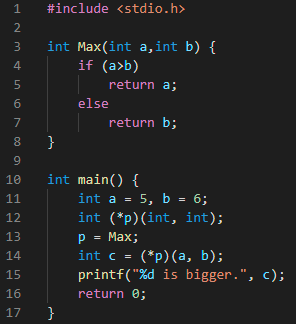 1 #include <stdio.h>
2
3 int Max(int a,int b) {
4     if (a>b)
5         return a;
6     else
7         return b;
8 }
9
10 int main() {
11     int a = 5, b = 6;
12     int (*p)(int, int);
13     p = Max;
14     int c = (*p)(a, b);
15     printf("%d is bigger.", c);
16     return 0;
17 }